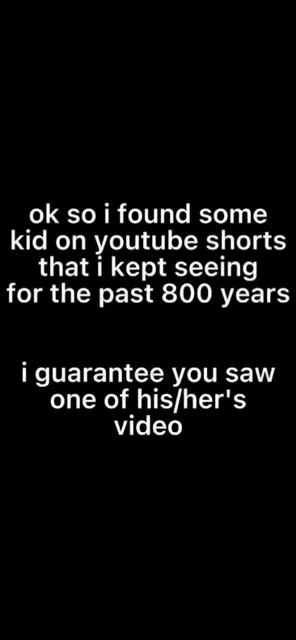 ok so i found some
kid on youtube shorts
that i kept seeing
for the past 800 years
i guarantee you saw
one of his/her's
video